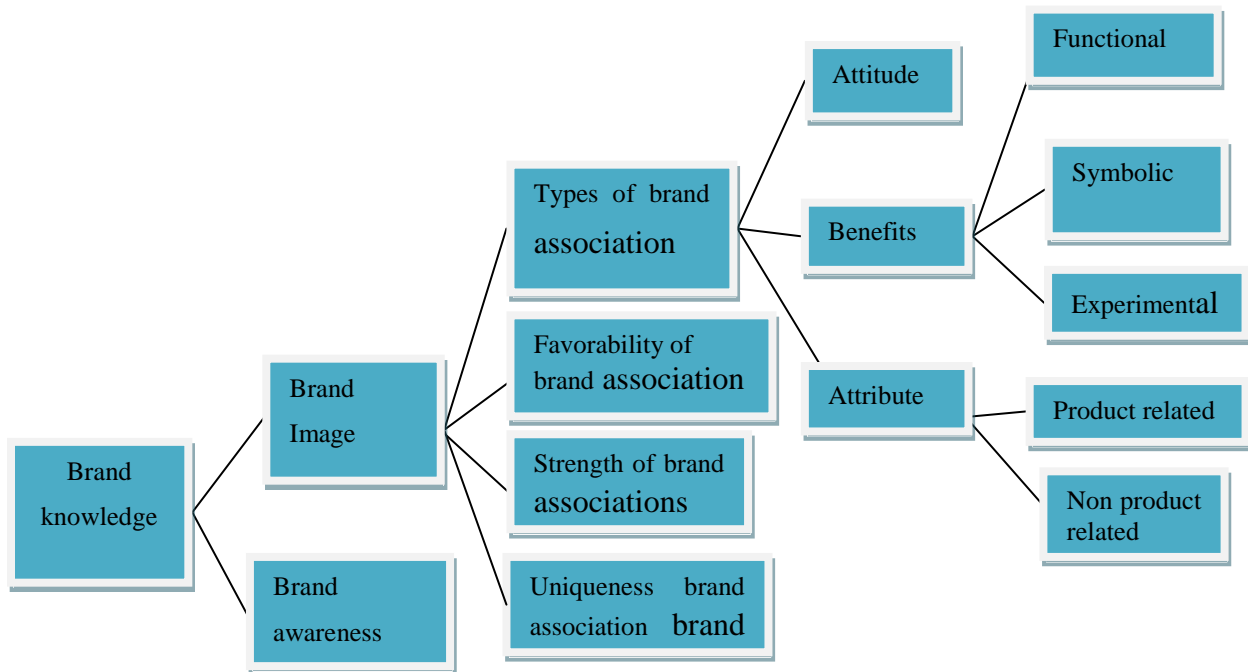 Brand
knowledge
Brand
Image
Brand
awareness
Types of brand
association
Favorability of
brand association
Strength of brand
associations
Uniqueness brand
association brand
Attitude
Benefits
Attribute
Functional
Symbolic
Experimental
Product related
Non product
related